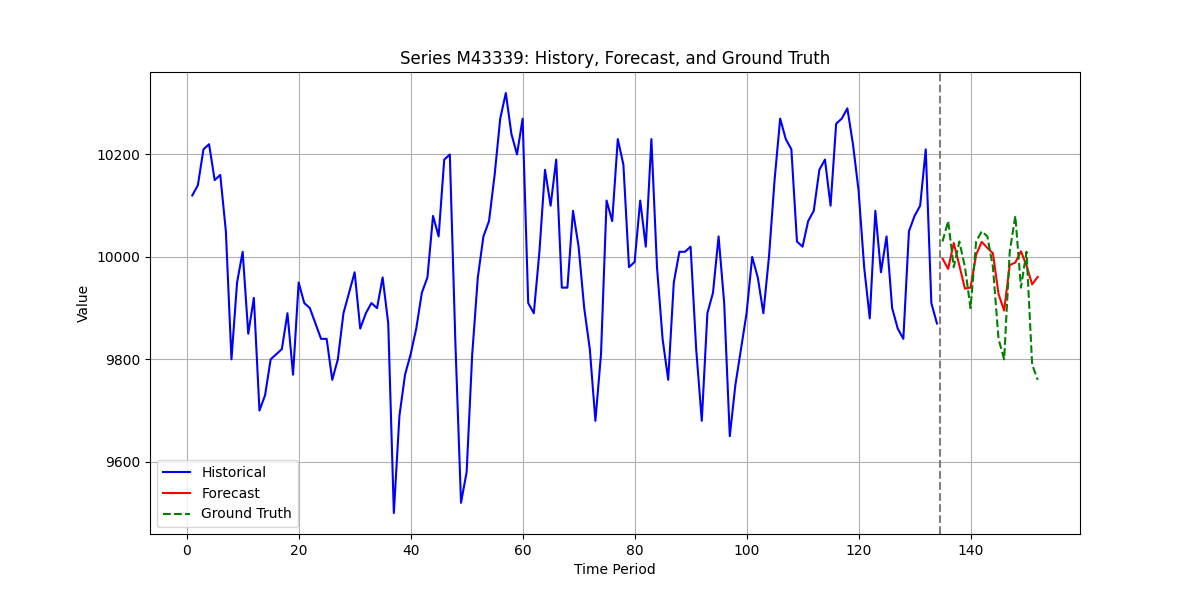 Series M43339: History, Forecast, and Ground Truth
Value
10200
10000
9800
9600
Historical
Forecast
Ground Truth
0 20 40 60 80 100 120 140
Time Period